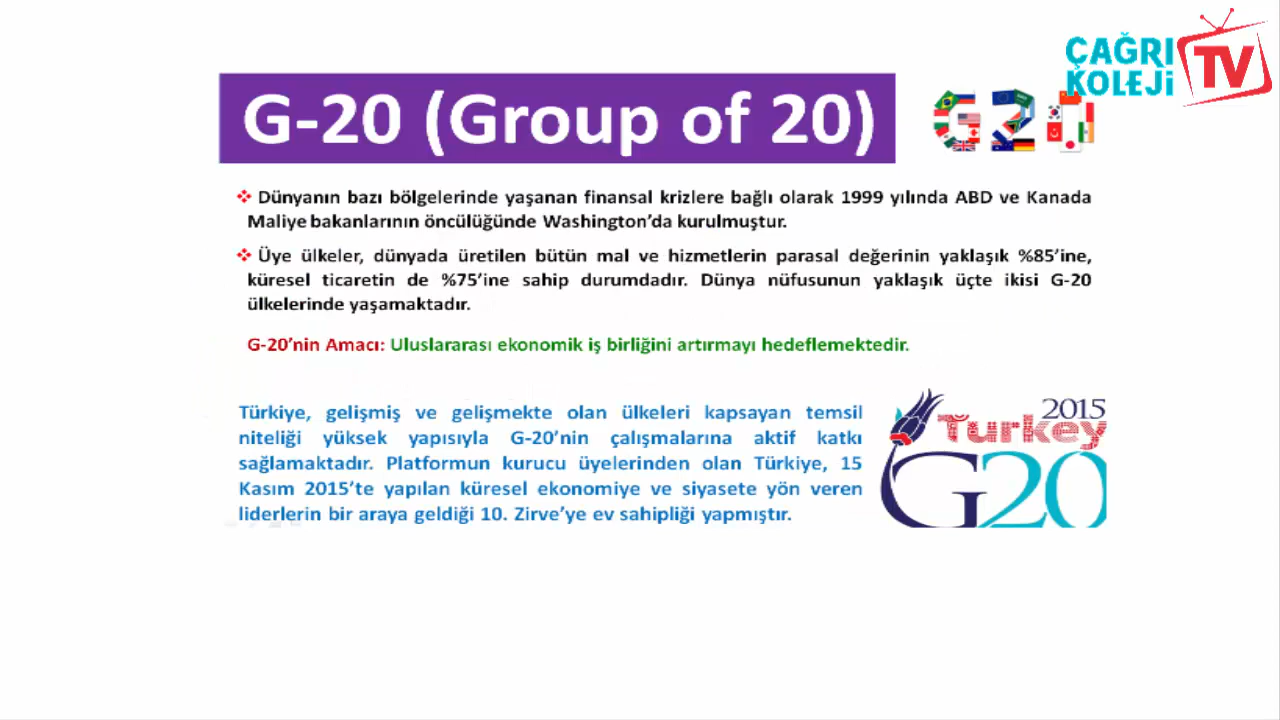 ÇAĞRI
KOLEJİ
TV
G-20 (Group of 20)
G20
❖ Dünyanın bazı bölgelerinde yaşanan finansal krizlere bağlı olarak 1999 yılında ABD ve Kanada
Maliye bakanlarının öncülüğünde Washington’da kurulmuştur.
❖ Üye ülkeler, dünyada üretilen bütün mal ve hizmetlerin parasal değerinin yaklaşık %85’ine,
küresel ticaretin de %75’ine sahip durumdadır. Dünya nüfusunun yaklaşık üçte ikisi G-20
ülkelerinde yaşamaktadır.
G-20’nin Amacı: Uluslararası ekonomik iş birliğini artırmayı hedeflemektedir.
Türkiye, gelişmiş ve gelişmekte olan ülkeleri kapsayan temsil
niteliği yüksek yapısıyla G-20’nin çalışmalarına aktif katkı
sağlamaktadır. Platformun kurucu üyelerinden olan Türkiye, 15
Kasım 2015’te yapılan küresel ekonomiye ve siyasete yön veren
liderlerin bir araya geldiği 10. Zirve’ye ev sahipliği yapmıştır.
2015
Turkey
G20